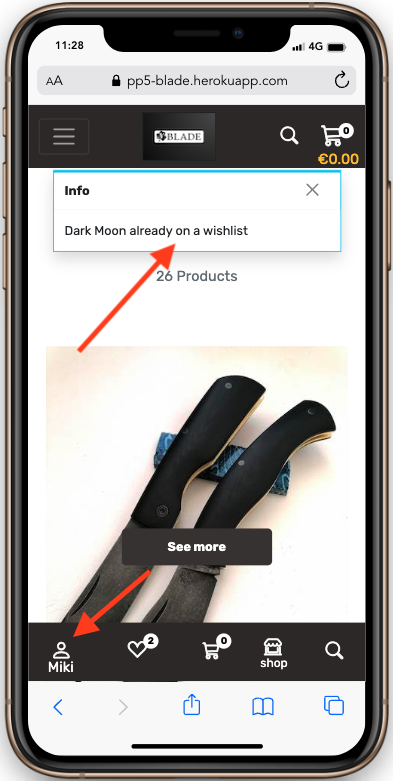 11:28
4G
AA
pp5-blade.herokuapp.com
BLADE
0
€0.00
Info
Dark Moon already on a wishlist
26 Products
See more
2
0
Miki
shop